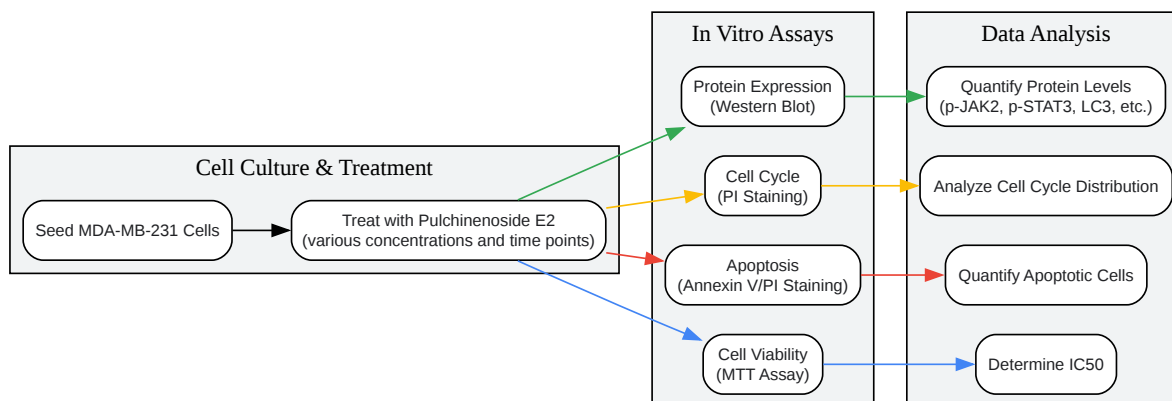 Cell Culture & Treatment
Seed MDA-MB-231 Cells
Treat with Pulchinenoside E2
(various concentrations and time points)
In Vitro Assays
Protein Expression
(Western Blot)
Cell Cycle
(PI Staining)
Apoptosis
(Annexin V/PI Staining)
Cell Viability
(MTT Assay)
Data Analysis
Quantify Protein Levels
(p-JAK2, p-STAT3, LC3, etc.)
Analyze Cell Cycle Distribution
Quantify Apoptotic Cells
Determine IC50